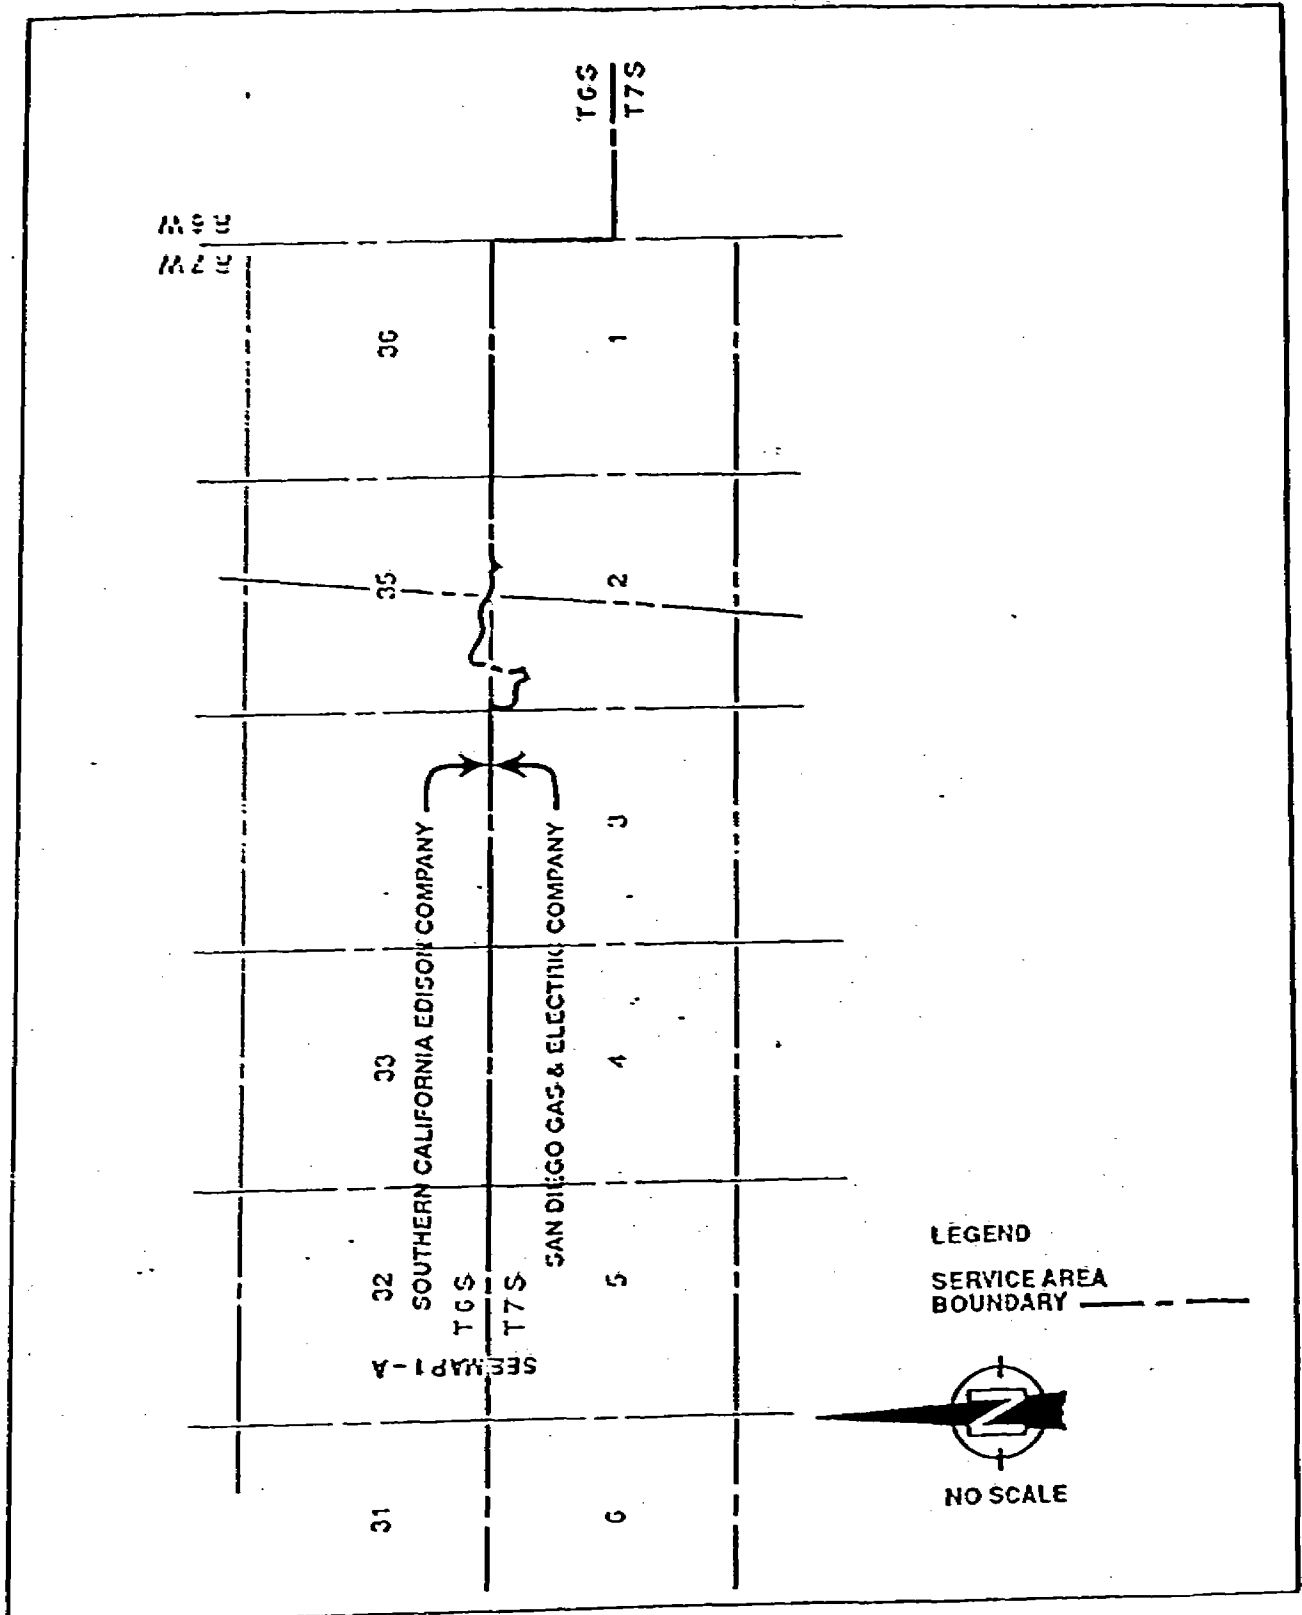 T6S
T7S
R6W
R7W
36
1
35
2
3
SOUTHERN CALIFORNIA EDISON COMPANY
SAN DIEGO GAS & ELECTRIC COMPANY
33
4
32
5
T6S
T7S
SEE MAP 1-A
31
6
LEGEND
SERVICE AREA
BOUNDARY
N
NO SCALE